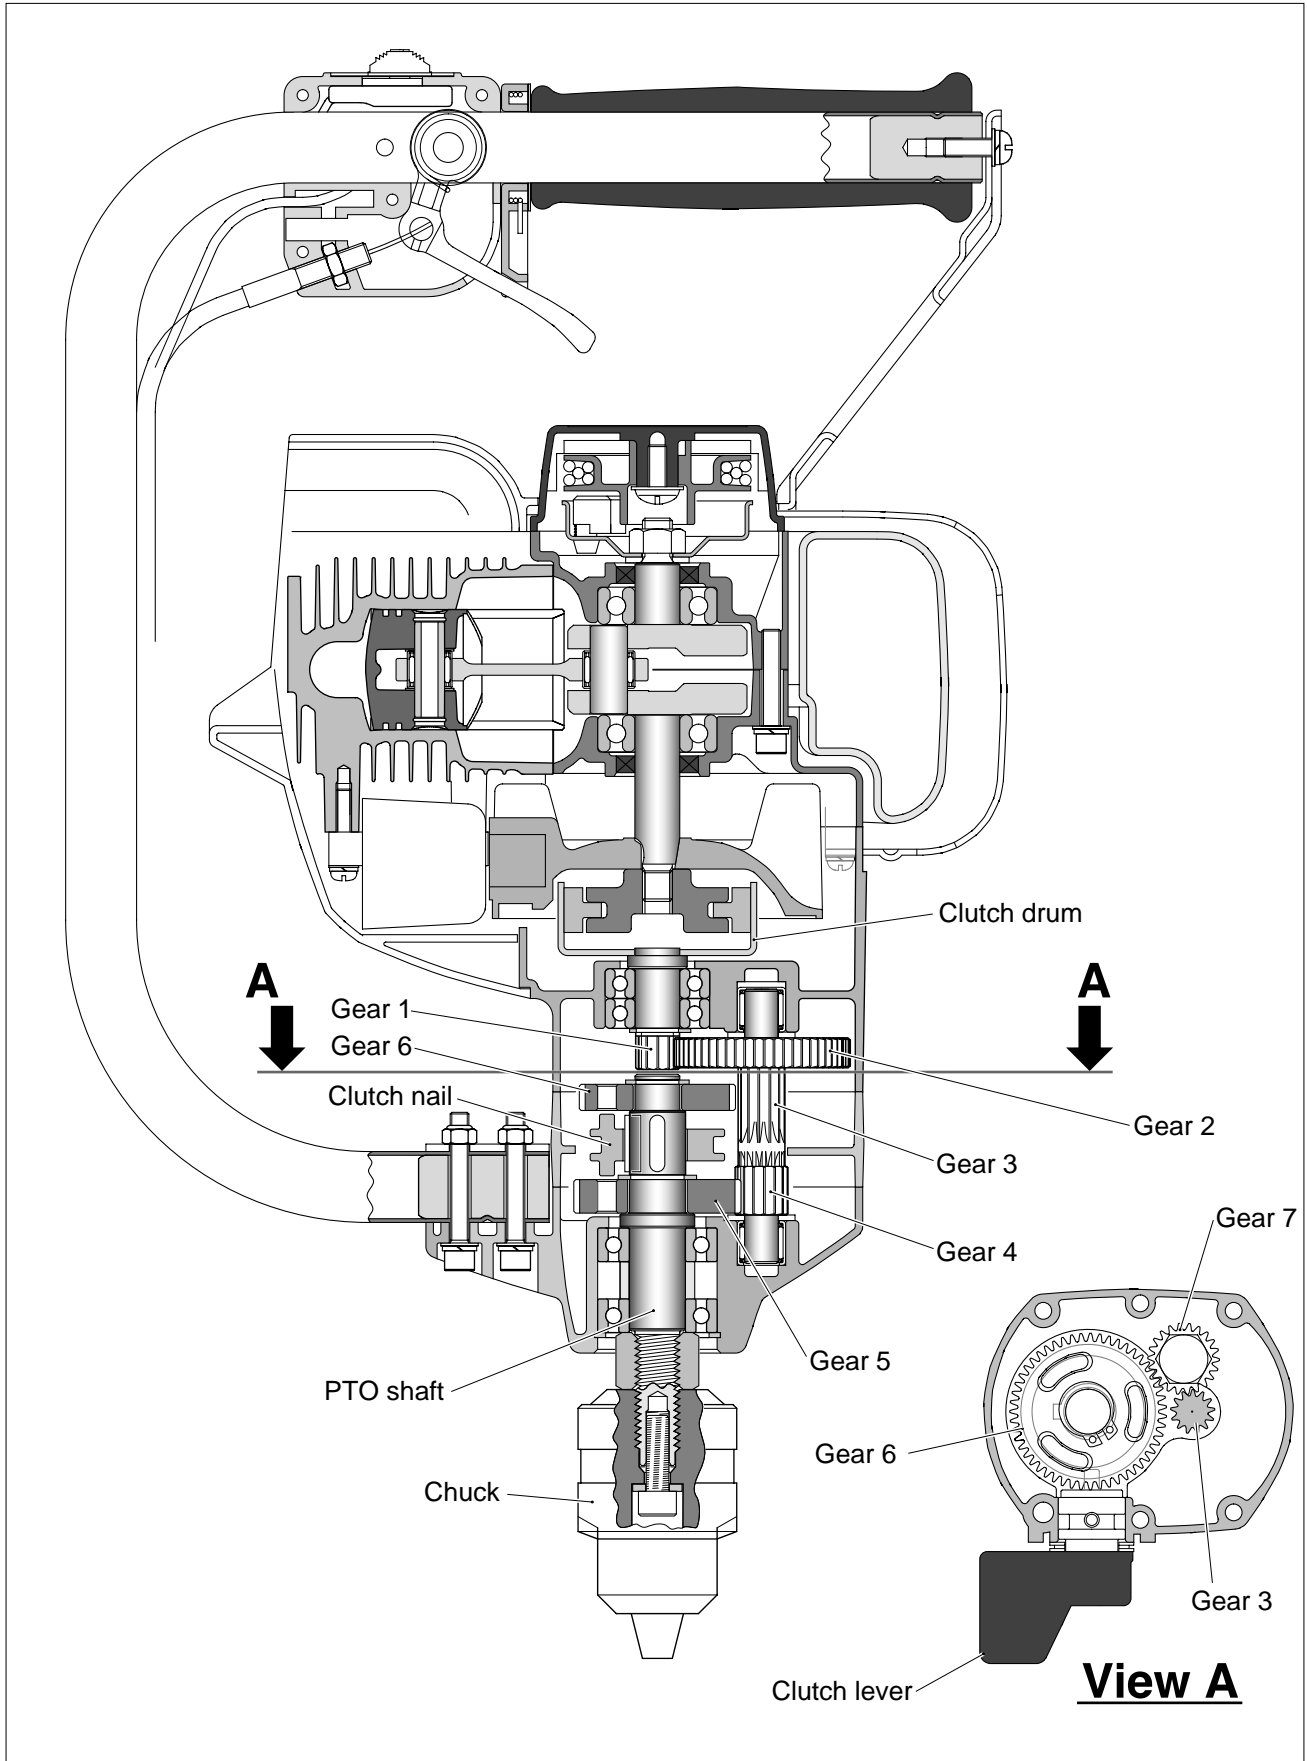 Clutch drum
A
A
Gear 1
Gear 6
Clutch nail
Gear 2
Gear 3
Gear 7
Gear 4
Gear 5
PTO shaft
Gear 6
Chuck
Gear 3
View A
Clutch lever